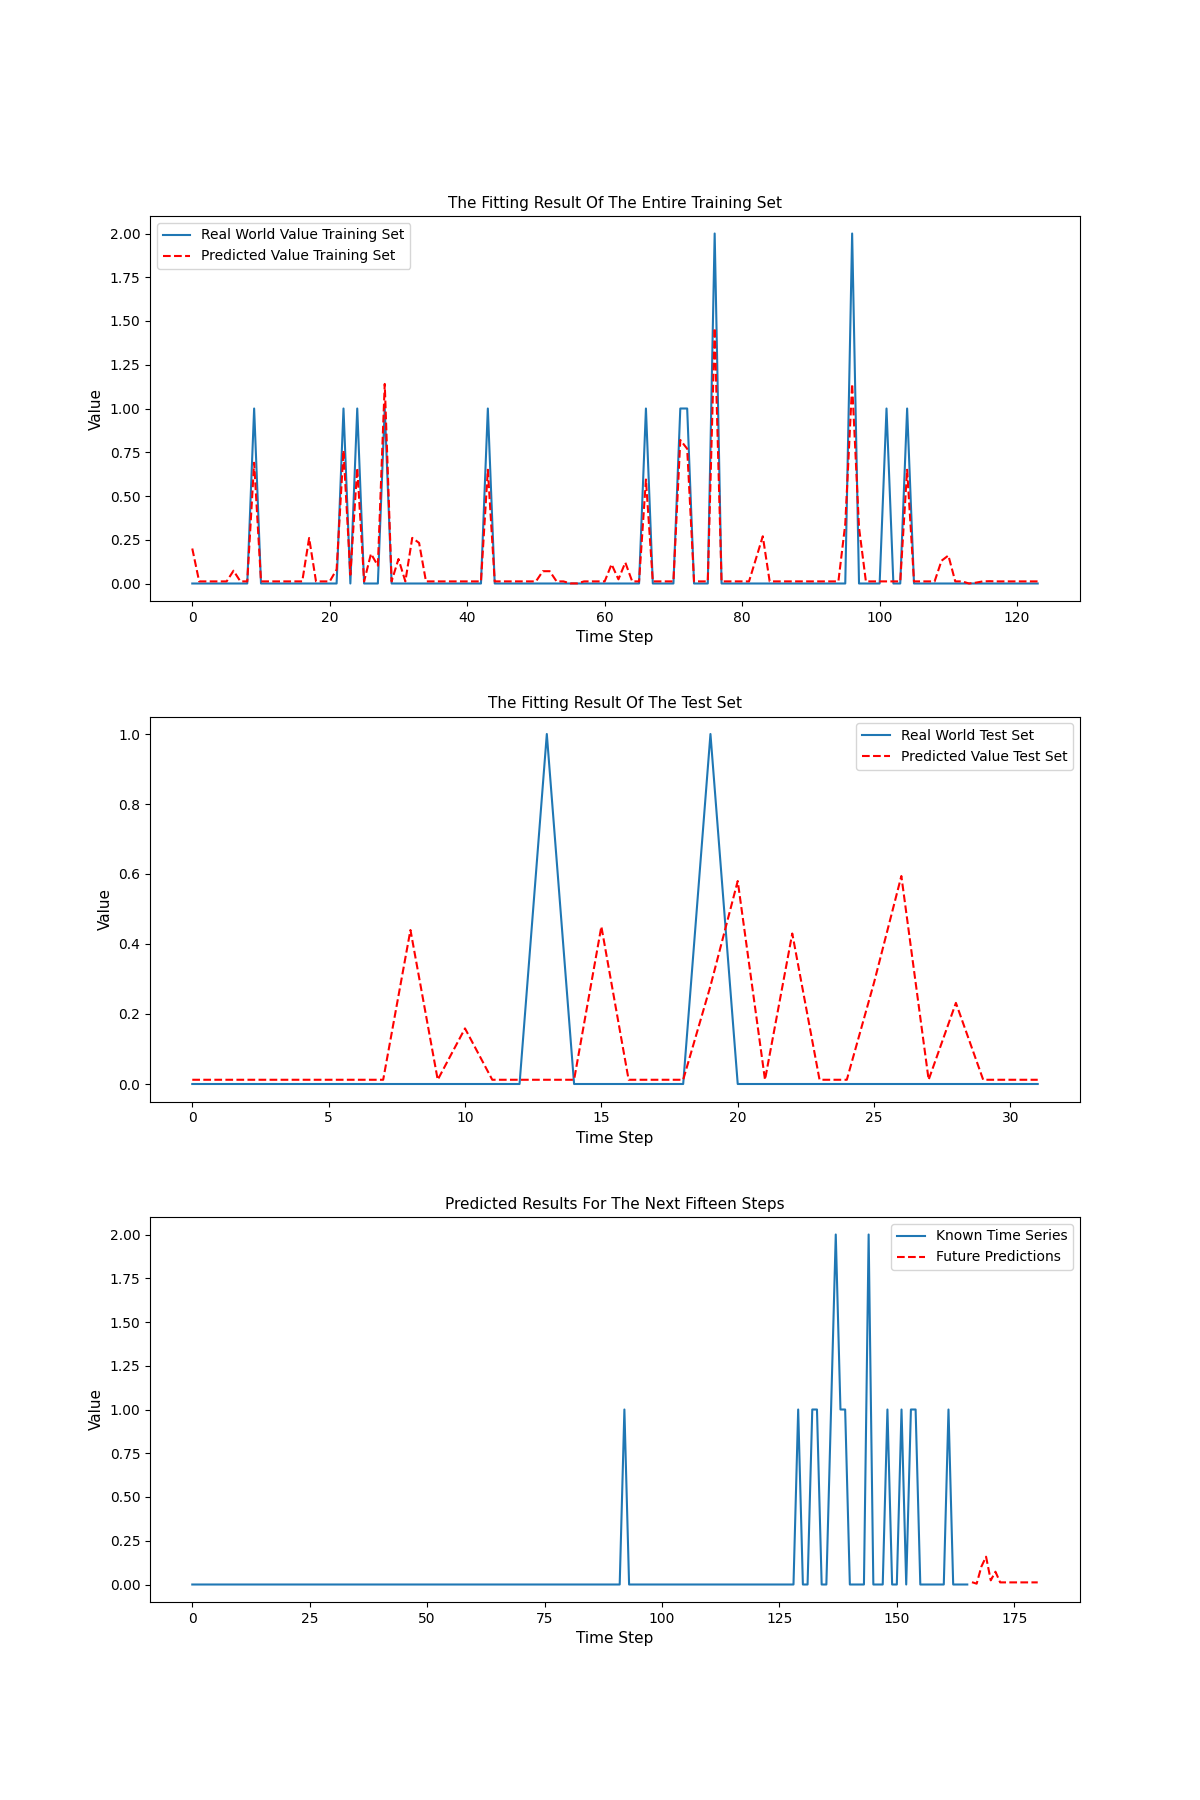 The Fitting Result Of The Entire Training Set
2.00
1.75
1.50
1.25
1.00
0.75
0.50
0.25
0.00
Value
Real World Value Training Set
Predicted Value Training Set
0 20 40 60 80 100 120
Time Step
The Fitting Result Of The Test Set
1.0
0.8
0.6
0.4
0.2
0.0
Value
Real World Test Set
Predicted Value Test Set
0 5 10 15 20 25 30
Time Step
Predicted Results For The Next Fifteen Steps
2.00
1.75
1.50
1.25
1.00
0.75
0.50
0.25
0.00
Value
Known Time Series
Future Predictions
0 25 50 75 100 125 150 175
Time Step